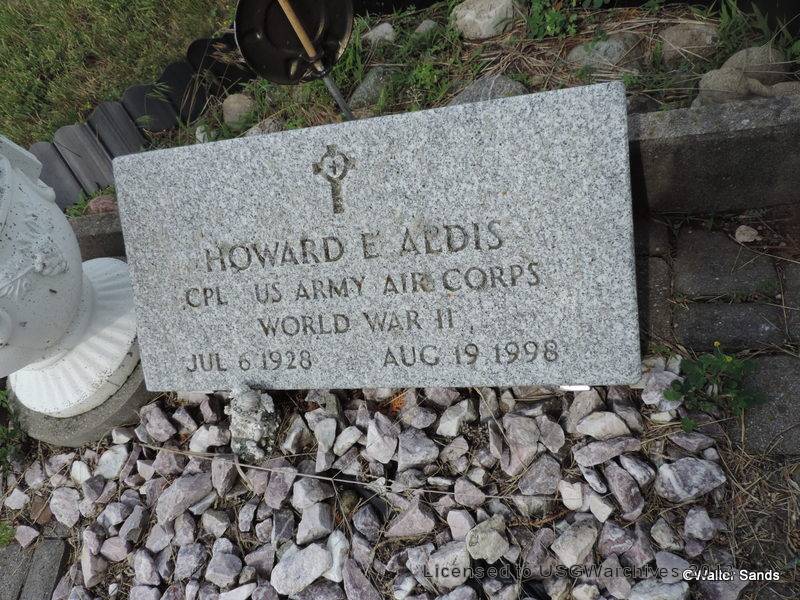 HOWARD E ALDIS
CPL US ARMY AIR CORPS
WORLD WAR II
JUL 6 1928 AUG 19 1998
Licensed to USGWarchives
©Walter Sands